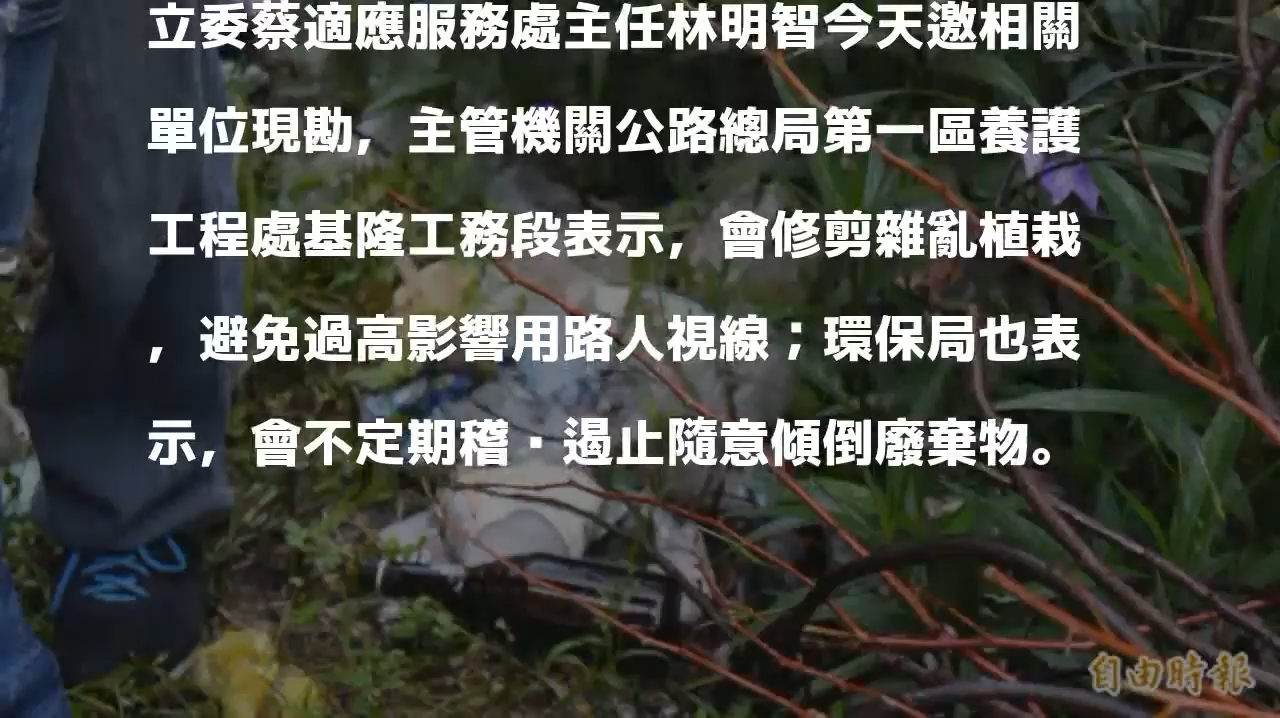 立委蔡適應服務處主任林明智今天邀相關
單位現勘，主管機關公路總局第一區養護
工程處基隆工務段表示，會修剪雜亂植栽
，避免過高影響用路人視線；環保局也表
示，會不定期稽▪遏止隨意傾倒廢棄物。
自由時報